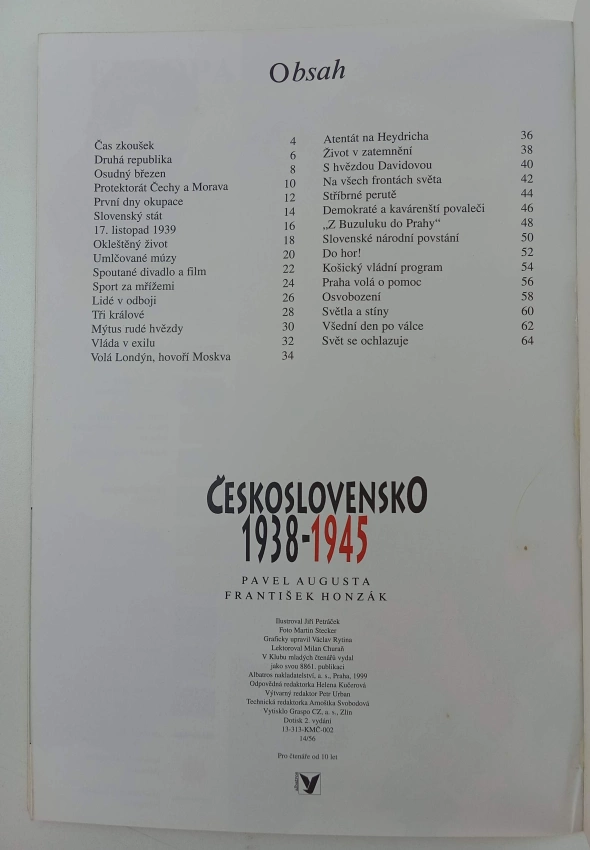 Obsah
Čas zkoušek 4
Druhá republika 6
Osudný březen 8
Protektorát Čechy a Morava 10
První dny okupace 12
Slovenský stát 14
17. listopad 1939 16
Okleštěný život 18
Umlčované múzy 20
Spoutané divadlo a film 22
Sport za mřížemi 24
Lidé v odboji 26
Tři králové 28
Mýtus rudé hvězdy 30
Vláda v exilu 32
Volá Londýn, hovoří Moskva 34
Atentát na Heydricha 36
Život v zatemnění 38
S hvězdou Davidovou 40
Na všech frontách světa 42
Stříbrné perutě 44
Demokraté a kavárenští povaleči 46
„Z Buzuluku do Prahy“ 48
Slovenské národní povstání 50
Do hor! 52
Košický vládní program 54
Praha volá o pomoc 56
Osvobození 58
Světla a stíny 60
Všední den po válce 62
Svět se ochlazuje 64
ČESKOSLOVENSKO
1938-1945
PAVEL AUGUSTA
FRANTIŠEK HONZÁK
Ilustroval Jiří Petráček
Foto Martin Stecker
Graficky upravil Václav Rytina
Lektoroval Milan Churaň
V Klubu mladých čtenářů vydal
jako svou 8861. publikaci
Albatros nakladatelství, a. s., Praha, 1999
Odpovědná redaktorka Helena Kučerová
Výtvarný redaktor Petr Urban
Technická redaktorka Arnoštka Svobodová
Vytisklo Graspo CZ, a. s., Zlín
Dotisk 2. vydání
13-313-KMČ-002
14/56
Pro čtenáře od 10 let